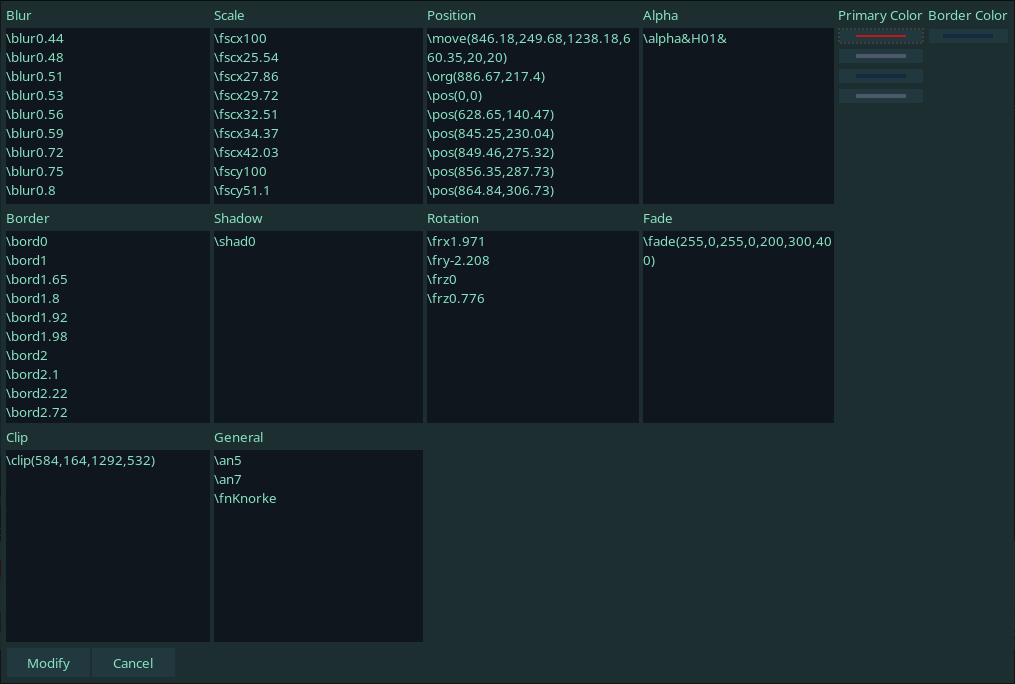 Blur
\blur0.44
\blur0.48
\blur0.51
\blur0.53
\blur0.56
\blur0.59
\blur0.72
\blur0.75
\blur0.8
Scale
\fscx100
\fscx25.54
\fscx27.86
\fscx29.72
\fscx32.51
\fscx34.37
\fscx42.03
\fscy100
\fscy51.1
Position
\move(846.18,249.68,1238.18,6
60.35,20,20)
\org(886.67,217.4)
\pos(0,0)
\pos(628.65,140.47)
\pos(845.25,230.04)
\pos(849.46,275.32)
\pos(856.35,287.73)
\pos(864.84,306.73)
Alpha
\alpha&H01&
Primary Color
Border Color
Border
\bord0
\bord1
\bord1.65
\bord1.8
\bord1.92
\bord1.98
\bord2
\bord2.1
\bord2.22
\bord2.72
Shadow
\shad0
Rotation
\frx1.971
\fry-2.208
\frz0
\frz0.776
Fade
\fade(255,0,255,0,200,300,40
0)
Clip
\clip(584,164,1292,532)
General
\an5
\an7
\fnKnorke
Modify
Cancel